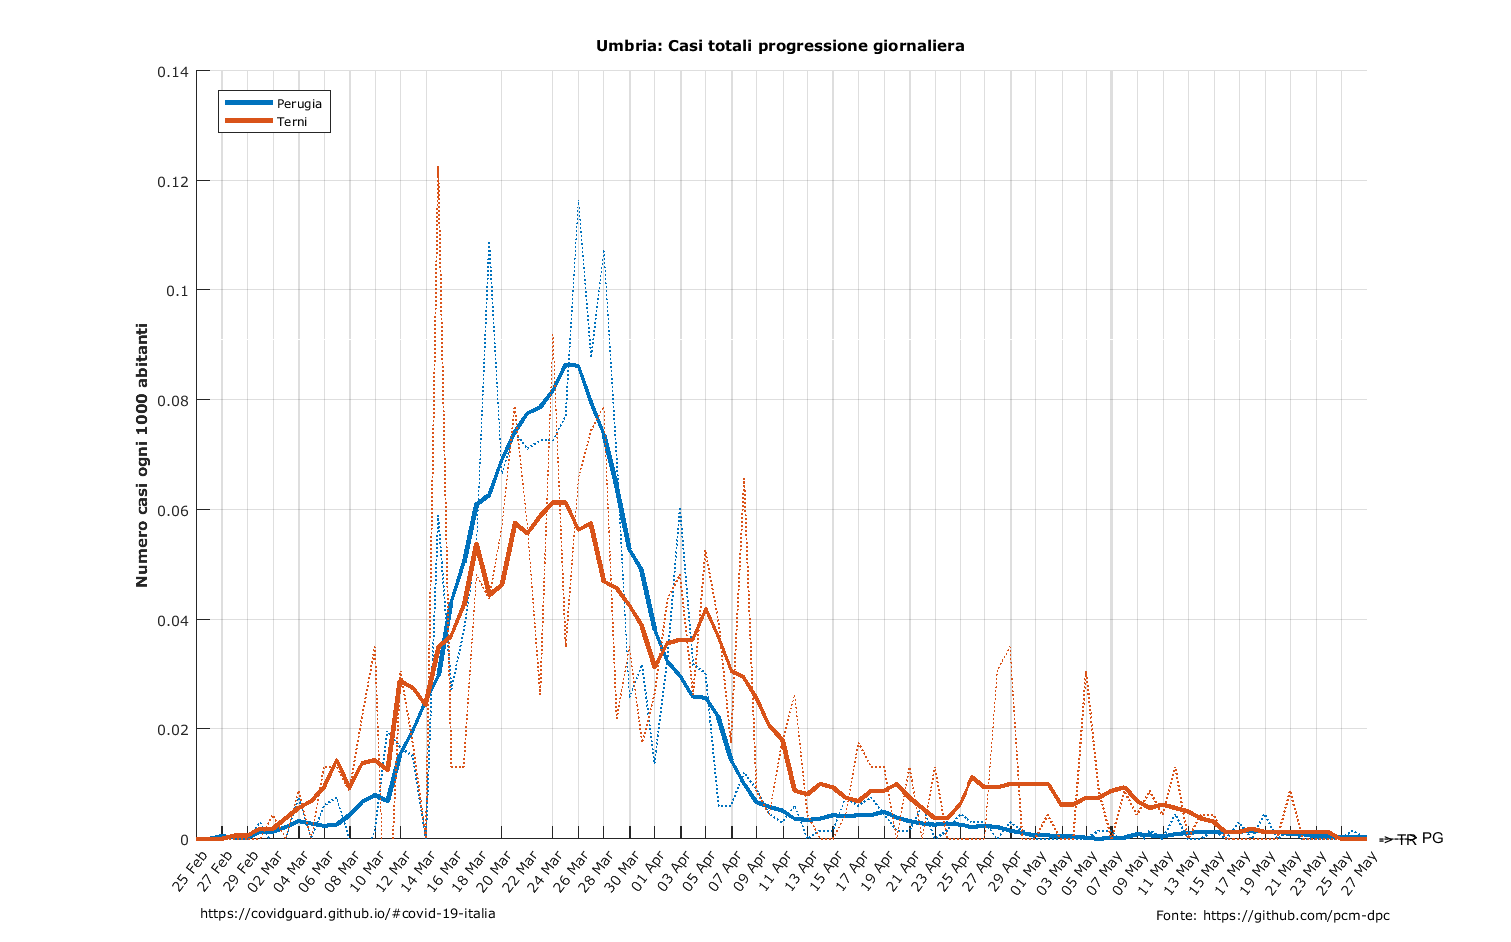 Umbria: Casi totali progressione giornaliera
0.14
0.12
0.1
0.08
0.06
0.04
0.02
0
Numero casi ogni 1000 abitanti
Perugia
Terni
25 Feb
27 Feb
29 Feb
02 Mar
04 Mar
06 Mar
08 Mar
10 Mar
12 Mar
14 Mar
16 Mar
18 Mar
20 Mar
22 Mar
24 Mar
26 Mar
28 Mar
30 Mar
01 Apr
03 Apr
05 Apr
07 Apr
09 Apr
11 Apr
13 Apr
15 Apr
17 Apr
19 Apr
21 Apr
23 Apr
25 Apr
27 Apr
29 Apr
01 May
03 May
05 May
07 May
09 May
11 May
13 May
15 May
17 May
19 May
21 May
23 May
25 May
27 May
TR
PG
https://covidguard.github.io/#covid-19-italia
Fonte: https://github.com/pcm-dpc